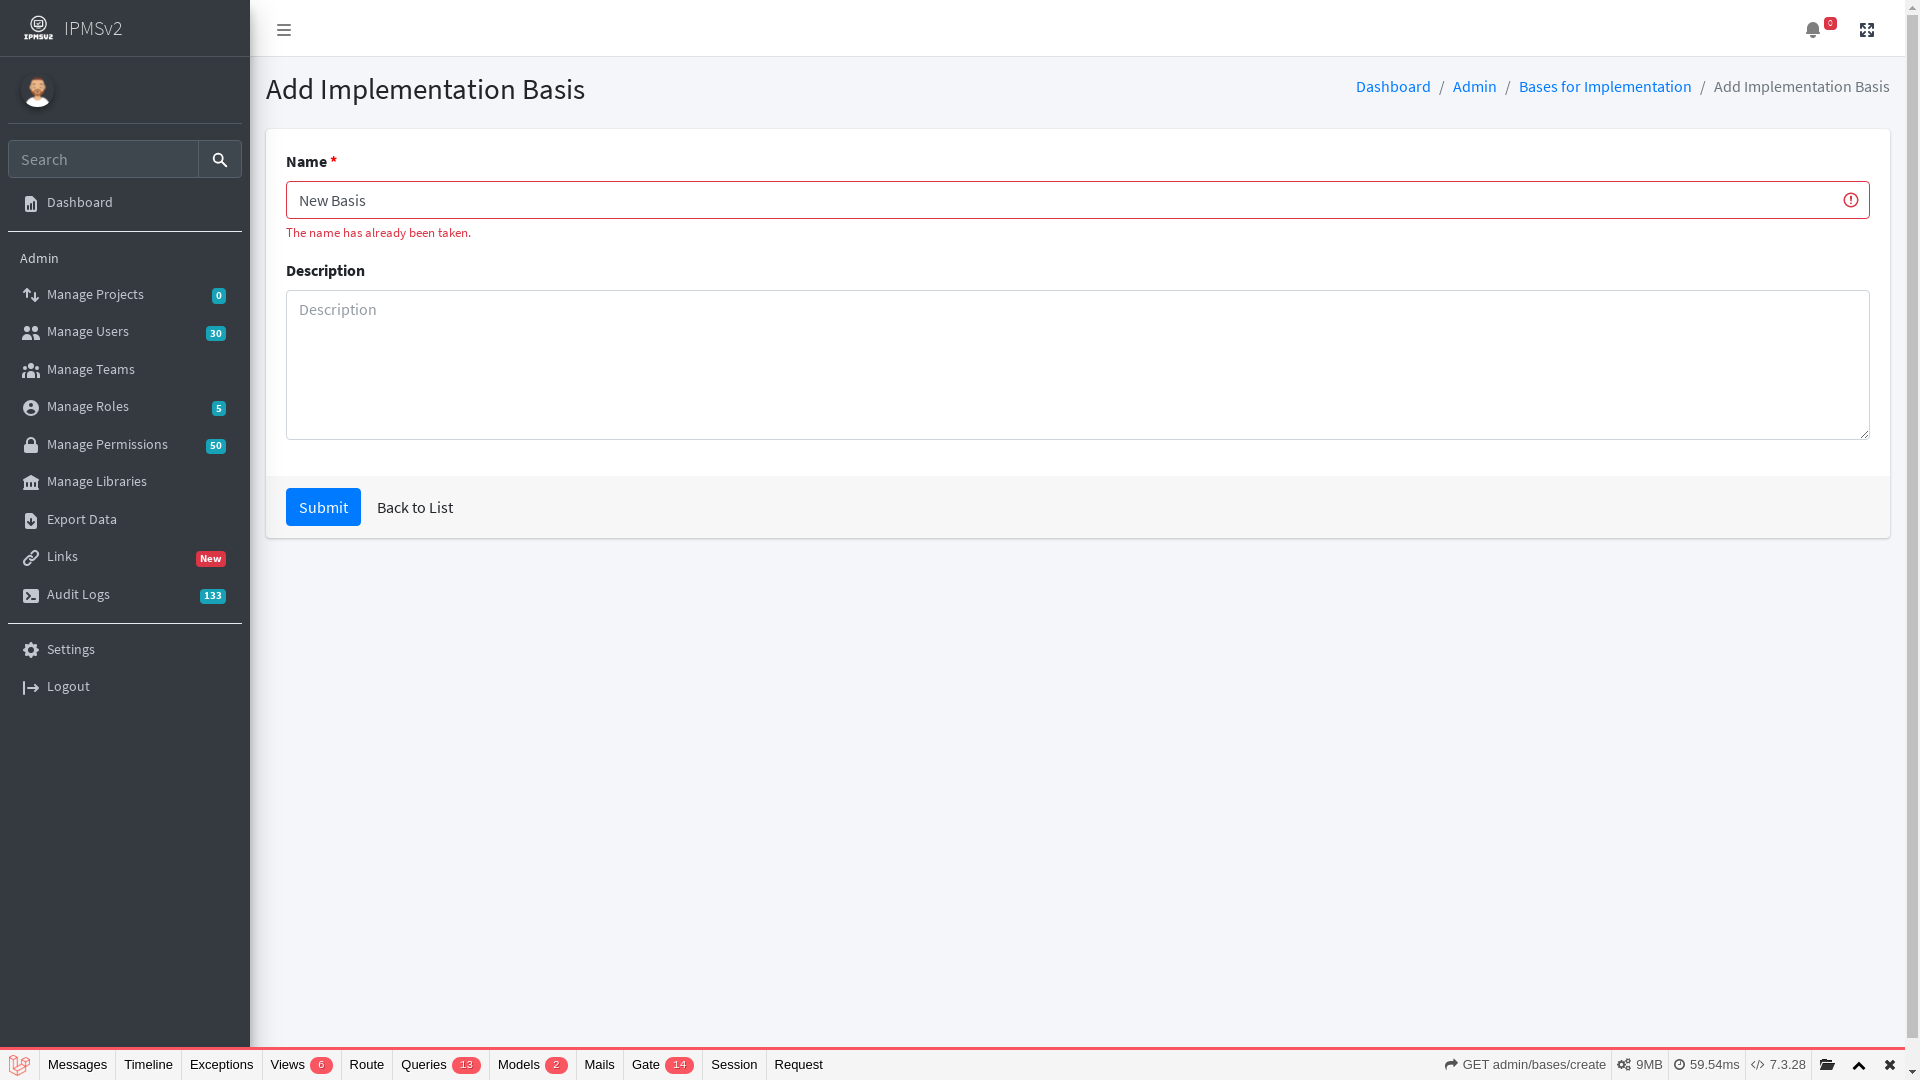 IPMSV2
IPMSv2
0
Add Implementation Basis
Dashboard / Admin / Bases for Implementation / Add Implementation Basis
Search
Dashboard
Admin
Manage Projects 0
Manage Users 30
Manage Teams
Manage Roles 5
Manage Permissions 50
Manage Libraries
Export Data
Links New
Audit Logs 133
Settings
Logout
Name *
New Basis
The name has already been taken.
Description
Description
Submit Back to List
Messages Timeline Exceptions Views 6 Route Queries 13 Models 2 Mails Gate 14 Session Request GET admin/bases/create 9MB 59.54ms </> 7.3.28